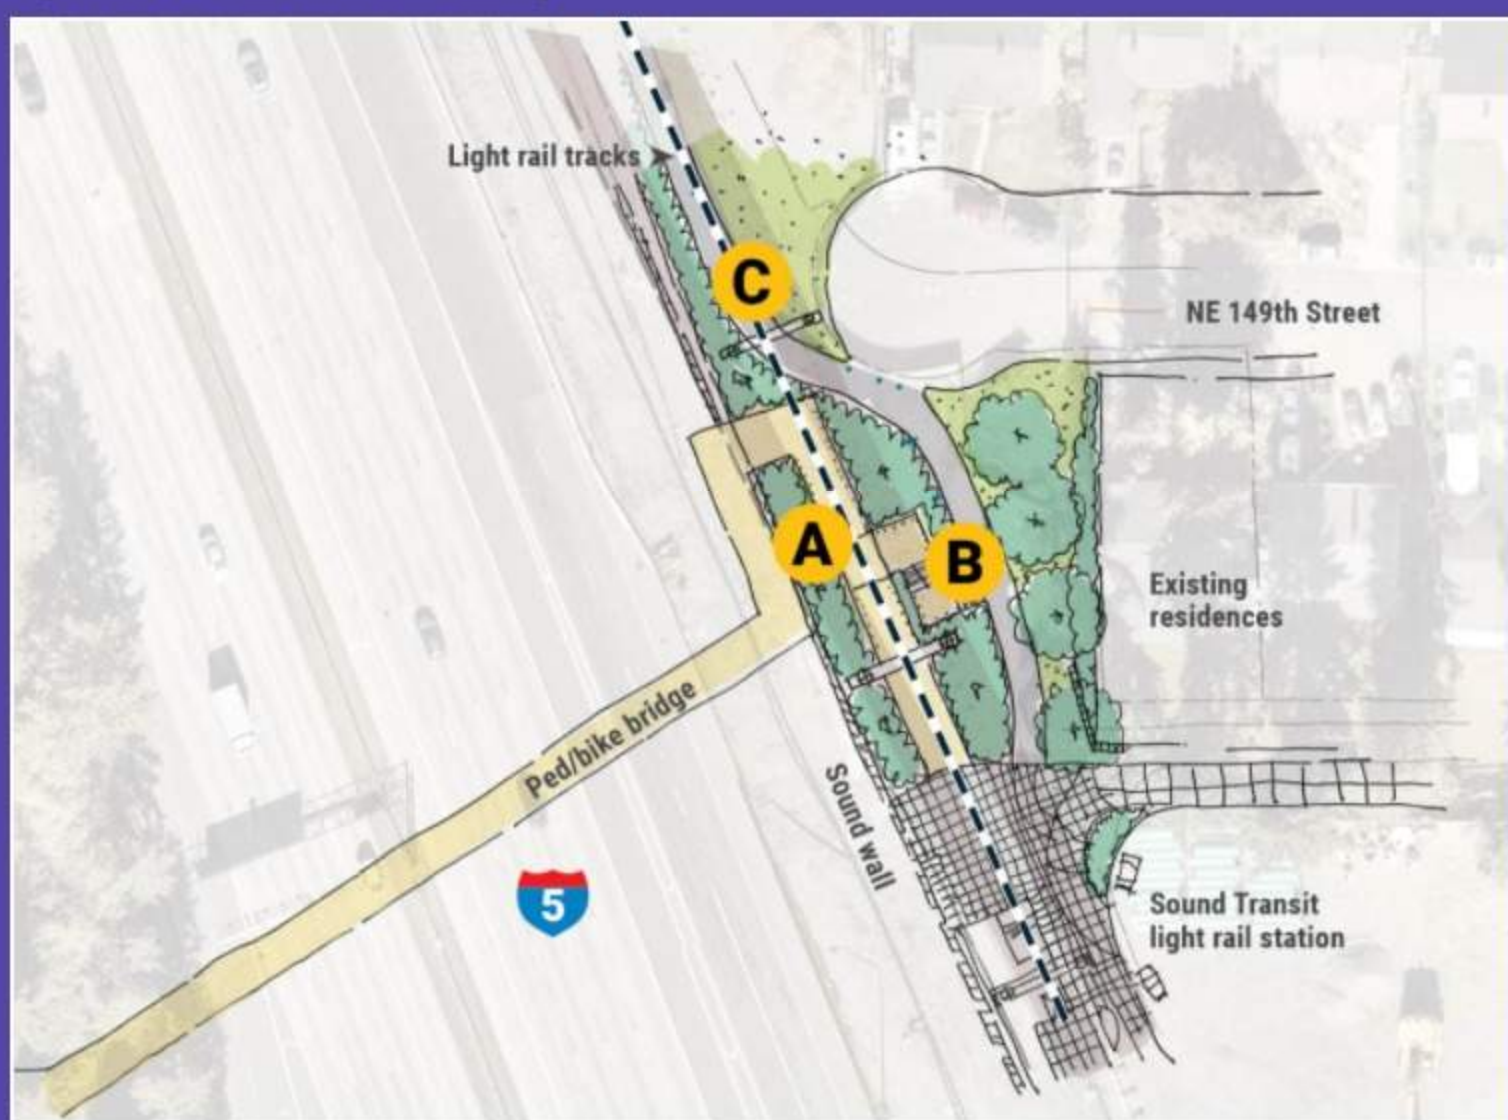 Light rail tracks
C
NE 149th Street
A
B
Existing
residences
Ped/bike bridge
Sound wall
5
Sound Transit
light rail station